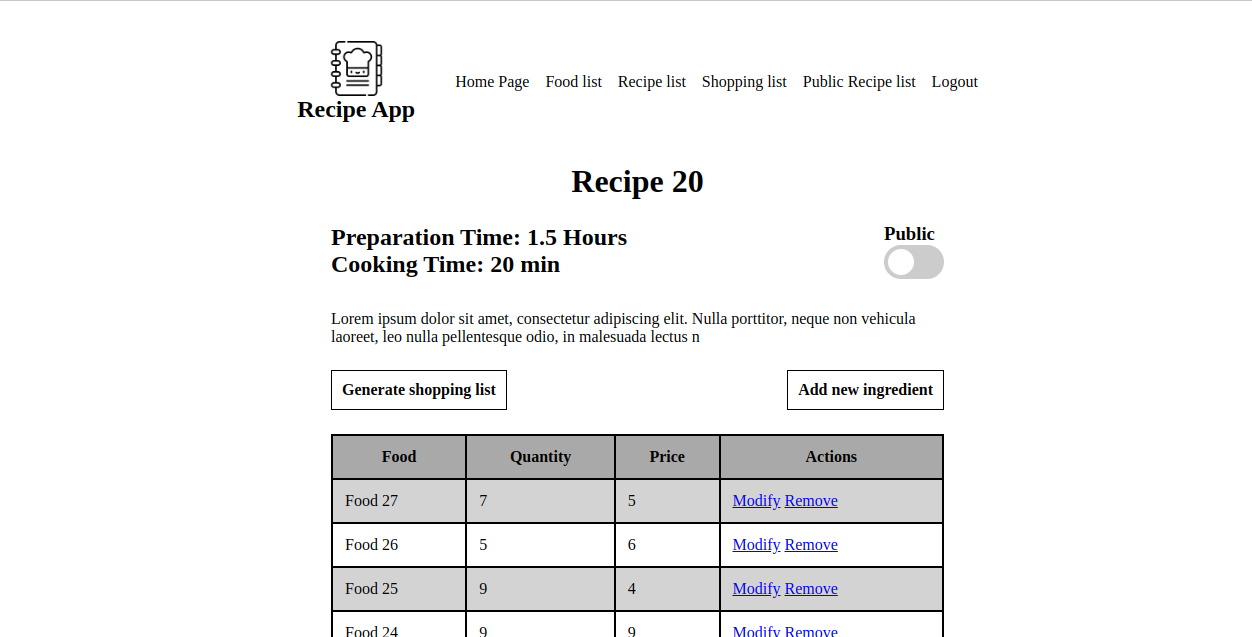 Recipe App
Home Page Food list Recipe list Shopping list Public Recipe list Logout
Recipe 20
Preparation Time: 1.5 Hours
Cooking Time: 20 min
Public
Lorem ipsum dolor sit amet, consectetur adipiscing elit. Nulla porttitor, neque non vehicula
laoreet, leo nulla pellentesque odio, in malesuada lectus n
Generate shopping list Add new ingredient
Food Quantity Price Actions
Food 27 7 5 Modify Remove
Food 26 5 6 Modify Remove
Food 25 9 4 Modify Remove
Food 24 9 9 Modify Remove